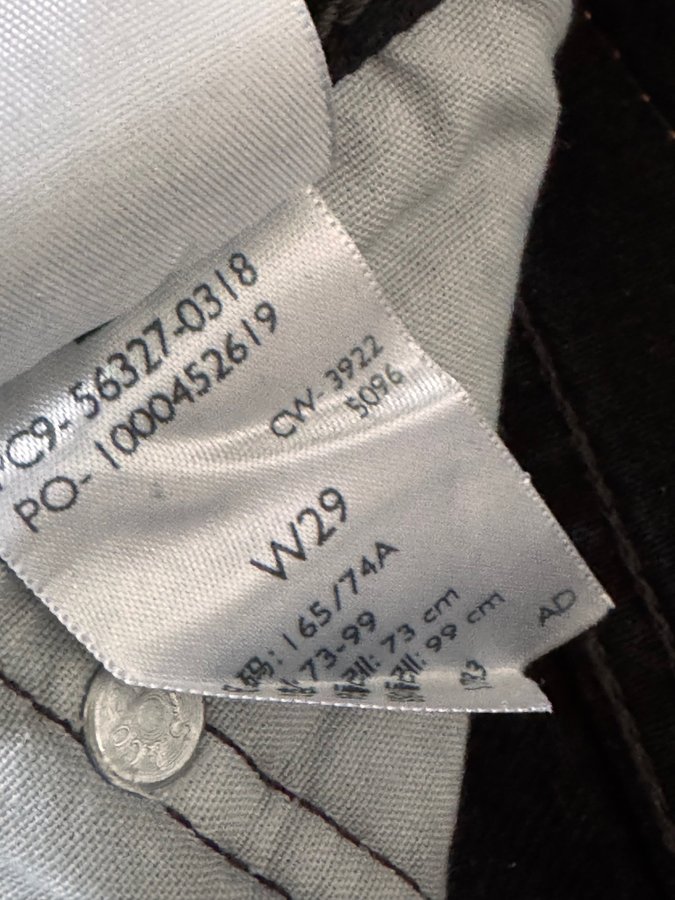 PC9- 56327-0318
PO- 1000452619
CW- 3922
5096
W29
165/74A
73-99
73 cm
99 cm
AD